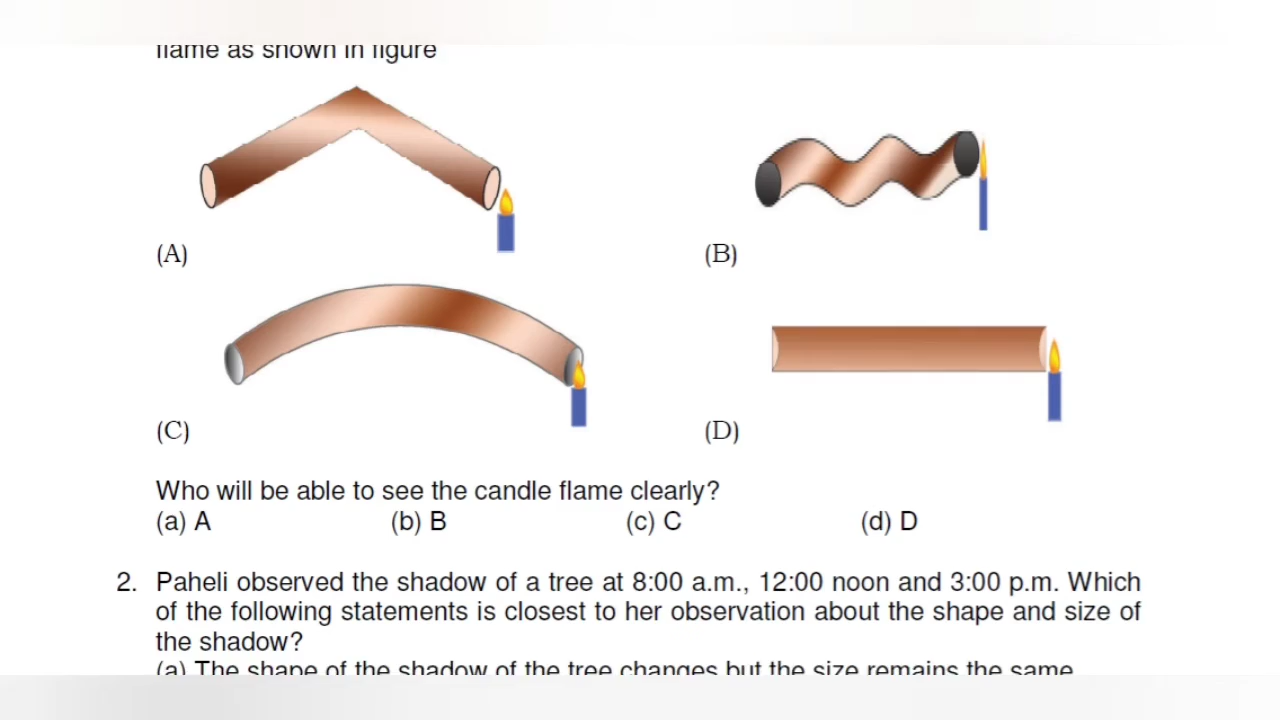 flame as shown in figure
(A)
(B)
(C)
(D)
Who will be able to see the candle flame clearly?
(a) A (b) B (c) C (d) D
2. Paheli observed the shadow of a tree at 8:00 a.m., 12:00 noon and 3:00 p.m. Which
of the following statements is closest to her observation about the shape and size of
the shadow?
(a) The shape of the shadow of the tree changes but the size remains the same